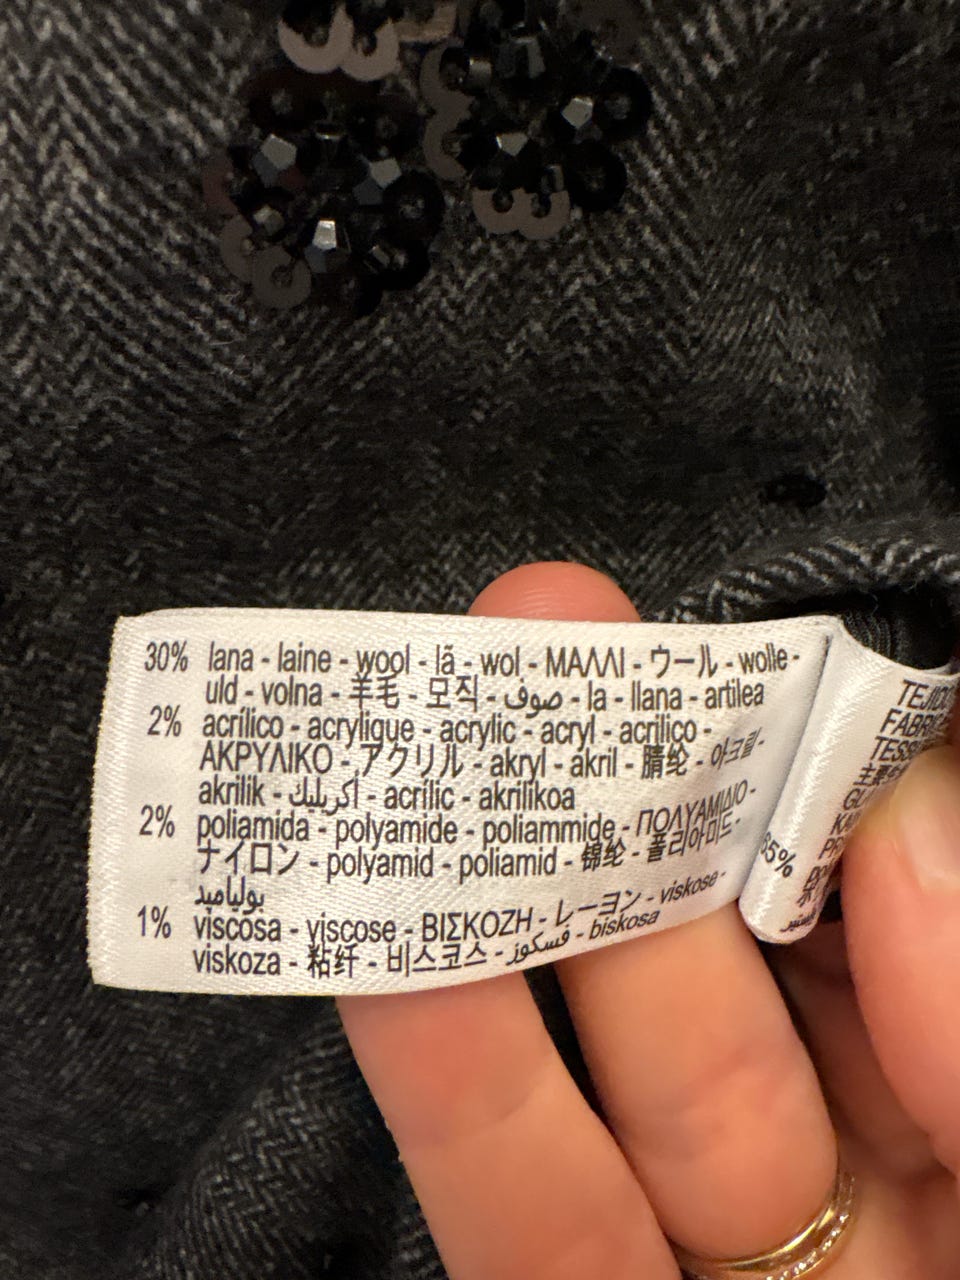 30% lana - laine - wool - lã - wol - ΜΑΛΛΙ - ウール - wolle -
uld - volna - 羊毛 - 모직 - صوف - la - llana - artilea
2% acrílico - acrylique - acrylic - acryl - acrilico -
ΑΚΡΥΛΙΚΟ - アクリル - akryl - akril - 腈纶 - 아크릴 -
akrilik - اكريليك - acrílic - akrilikoa
2% poliamida - polyamide - poliammide - ΠΟΛΥΑΜΙΔΙΟ -
ナイロン - polyamid - poliamid - 锦纶 - 폴리아미드 -
بولياميد
1% viscosa - viscose - ΒΙΣΚΟΖΗ - レーヨン - viskose -
viskoza - 粘纤 - 비스코스 - فسكوز - biskosa
TEJIDO
FABRI
TESS
主要
65%